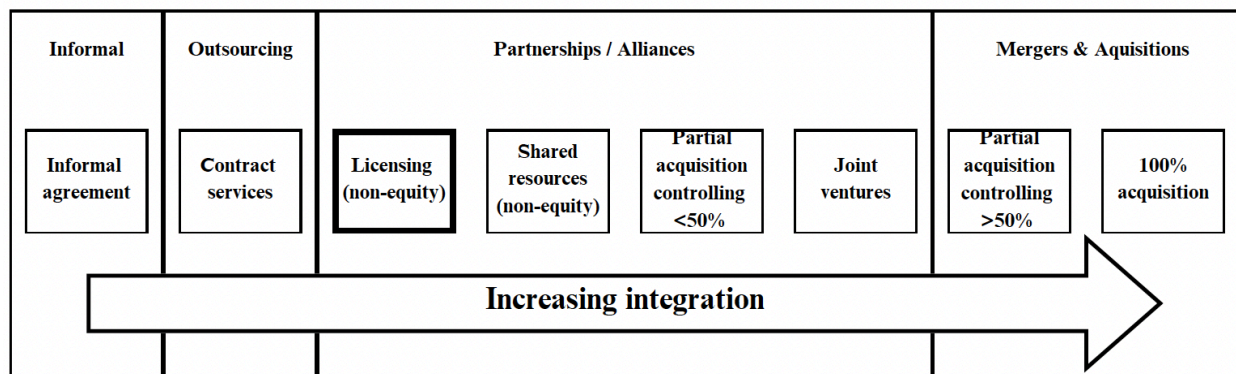 Informal
Outsourcing
Partnerships / Alliances
Mergers & Aquisitions
Informal
agreement
Contract
services
Licensing
(non-equity)
Shared
resources
(non-equity)
Partial
acquisition
controlling
<50%
Joint
ventures
Partial
acquisition
controlling
>50%
100%
acquisition
Increasing integration